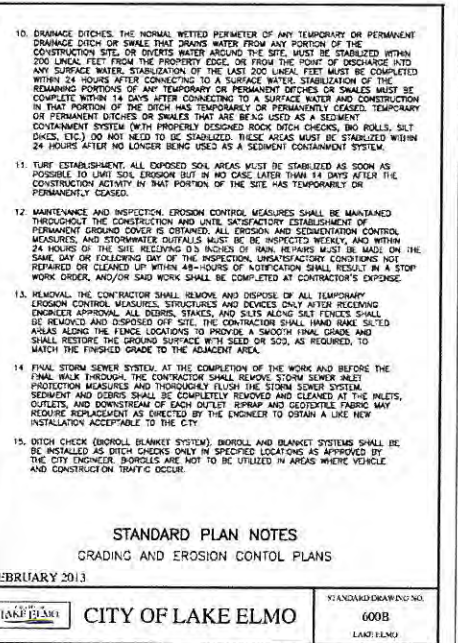 10. DRAINAGE DITCHES. THE NORMAL WETTED PERIMETER OF ANY TEMPORARY OR PERMANENT
DRAINAGE DITCH OR SWALE THAT DRAINS WATER FROM ANY PORTION OF THE
CONSTRUCTION SITE, OR DIVERTS WATER AROUND THE SITE, MUST BE STABILIZED WITHIN
200 LINEAL FEET FROM THE PROPERTY EDGE, OR FROM THE POINT OF DISCHARGE INTO
ANY SURFACE WATER. STABILIZATION OF THE LAST 200 LINEAL FEET MUST BE COMPLETED
WITHIN 24 HOURS AFTER CONNECTING TO A SURFACE WATER. STABILIZATION OF THE
REMAINING PORTIONS OF ANY TEMPORARY OR PERMANENT DITCHES OR SWALES MUST BE
COMPLETE WITHIN 14 DAYS AFTER CONNECTING TO A SURFACE WATER AND CONSTRUCTION
IN THAT PORTION OF THE DITCH HAS TEMPORARILY OR PERMANENTLY CEASED. TEMPORARY
OR PERMANENT DITCHES OR SWALES THAT ARE BEING USED AS A SEDIMENT
CONTAINMENT SYSTEM (WITH PROPERLY DESIGNED ROCK DITCH CHECKS, BIO ROLLS, SILT
DIKES, ETC.) DO NOT NEED TO BE STABILIZED. THESE AREAS MUST BE STABILIZED WITHIN
24 HOURS AFTER NO LONGER BEING USED AS A SEDIMENT CONTAINMENT SYSTEM.
11. TURF ESTABLISHMENT. ALL EXPOSED SOIL AREAS MUST BE STABILIZED AS SOON AS
POSSIBLE TO LIMIT SOIL EROSION BUT IN NO CASE LATER THAN 14 DAYS AFTER THE
CONSTRUCTION ACTIVITY IN THAT PORTION OF THE SITE HAS TEMPORARILY OR
PERMANENTLY CEASED.
12. MAINTENANCE AND INSPECTION. EROSION CONTROL MEASURES SHALL BE MAINTAINED
THROUGHOUT THE CONSTRUCTION AND UNTIL SATISFACTORY ESTABLISHMENT OF
PERMANENT GROUND COVER IS OBTAINED. ALL EROSION AND SEDIMENTATION CONTROL
MEASURES, AND STORMWATER OUTFALLS MUST BE INSPECTED WEEKLY, AND WITHIN
24 HOURS OF THE SITE RECEIVING 0.5 INCHES OF RAIN. REPAIRS MUST BE MADE ON THE
SAME DAY OR FOLLOWING DAY OF THE INSPECTION. UNSATISFACTORY CONDITIONS NOT
REPAIRED OR CLEANED UP WITHIN 48-HOURS OF NOTIFICATION SHALL RESULT IN A STOP
WORK ORDER, AND/OR SAID WORK SHALL BE COMPLETED AT CONTRACTOR'S EXPENSE.
13. REMOVAL. THE CONTRACTOR SHALL REMOVE AND DISPOSE OF ALL TEMPORARY
EROSION CONTROL MEASURES, STRUCTURES AND DEVICES ONLY AFTER RECEIVING
ENGINEER APPROVAL. ALL DEBRIS, STAKES, AND SILTS ALONG SILT FENCES SHALL
BE REMOVED AND DISPOSED OFF SITE. THE CONTRACTOR SHALL HAND RAKE SILTED
AREAS ALONG THE FENCE LOCATIONS TO PROVIDE A SMOOTH FINAL GRADE AND
SHALL RESTORE THE GROUND SURFACE WITH SEED OR SOD, AS REQUIRED, TO
MATCH THE FINISHED GRADE TO THE ADJACENT AREA.
14. FINAL STORM SEWER SYSTEM. AT THE COMPLETION OF THE WORK AND BEFORE THE
FINAL WALK THROUGH, THE CONTRACTOR SHALL REMOVE STORM SEWER INLET
PROTECTION MEASURES AND THOROUGHLY FLUSH THE STORM SEWER SYSTEM.
SEDIMENT AND DEBRIS SHALL BE COMPLETELY REMOVED AND CLEANED AT THE INLETS,
OUTLETS, AND DOWNSTREAM OF EACH OUTLET. RIPRAP AND GEOTEXTILE FABRIC MAY
REQUIRE REPLACEMENT AS DIRECTED BY THE ENGINEER TO OBTAIN A LIKE NEW
INSTALLATION ACCEPTABLE TO THE CITY.
15. DITCH CHECK (BIOROLL BLANKET SYSTEM). BIOROLL AND BLANKET SYSTEMS SHALL BE
BE INSTALLED AS DITCH CHECKS ONLY IN SPECIFIED LOCATIONS AS APPROVED BY
THE CITY ENGINEER. BIOROLLS ARE NOT TO BE UTILIZED IN AREAS WHERE VEHICLE
AND CONSTRUCTION TRAFFIC OCCUR.
STANDARD PLAN NOTES
GRADING AND EROSION CONTOL PLANS
EBRUARY 2013
LAKE ELMO
CITY OF LAKE ELMO
STANDARD DRAWING NO.
600B
LAKE ELMO